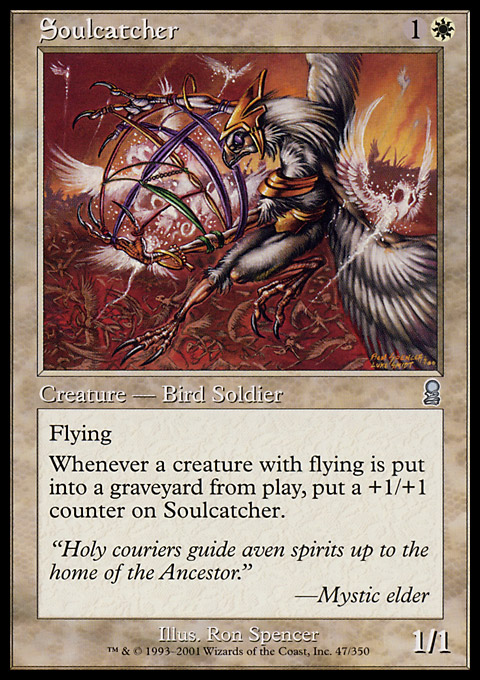 Soulcatcher 1
Creature — Bird Soldier
Flying
Whenever a creature with flying is put
into a graveyard from play, put a +1/+1
counter on Soulcatcher.
“Holy couriers guide aven spirits up to the
home of the Ancestor.”
—Mystic elder
Illus. Ron Spencer
™ & © 1993–2001 Wizards of the Coast, Inc. 47/350
1/1